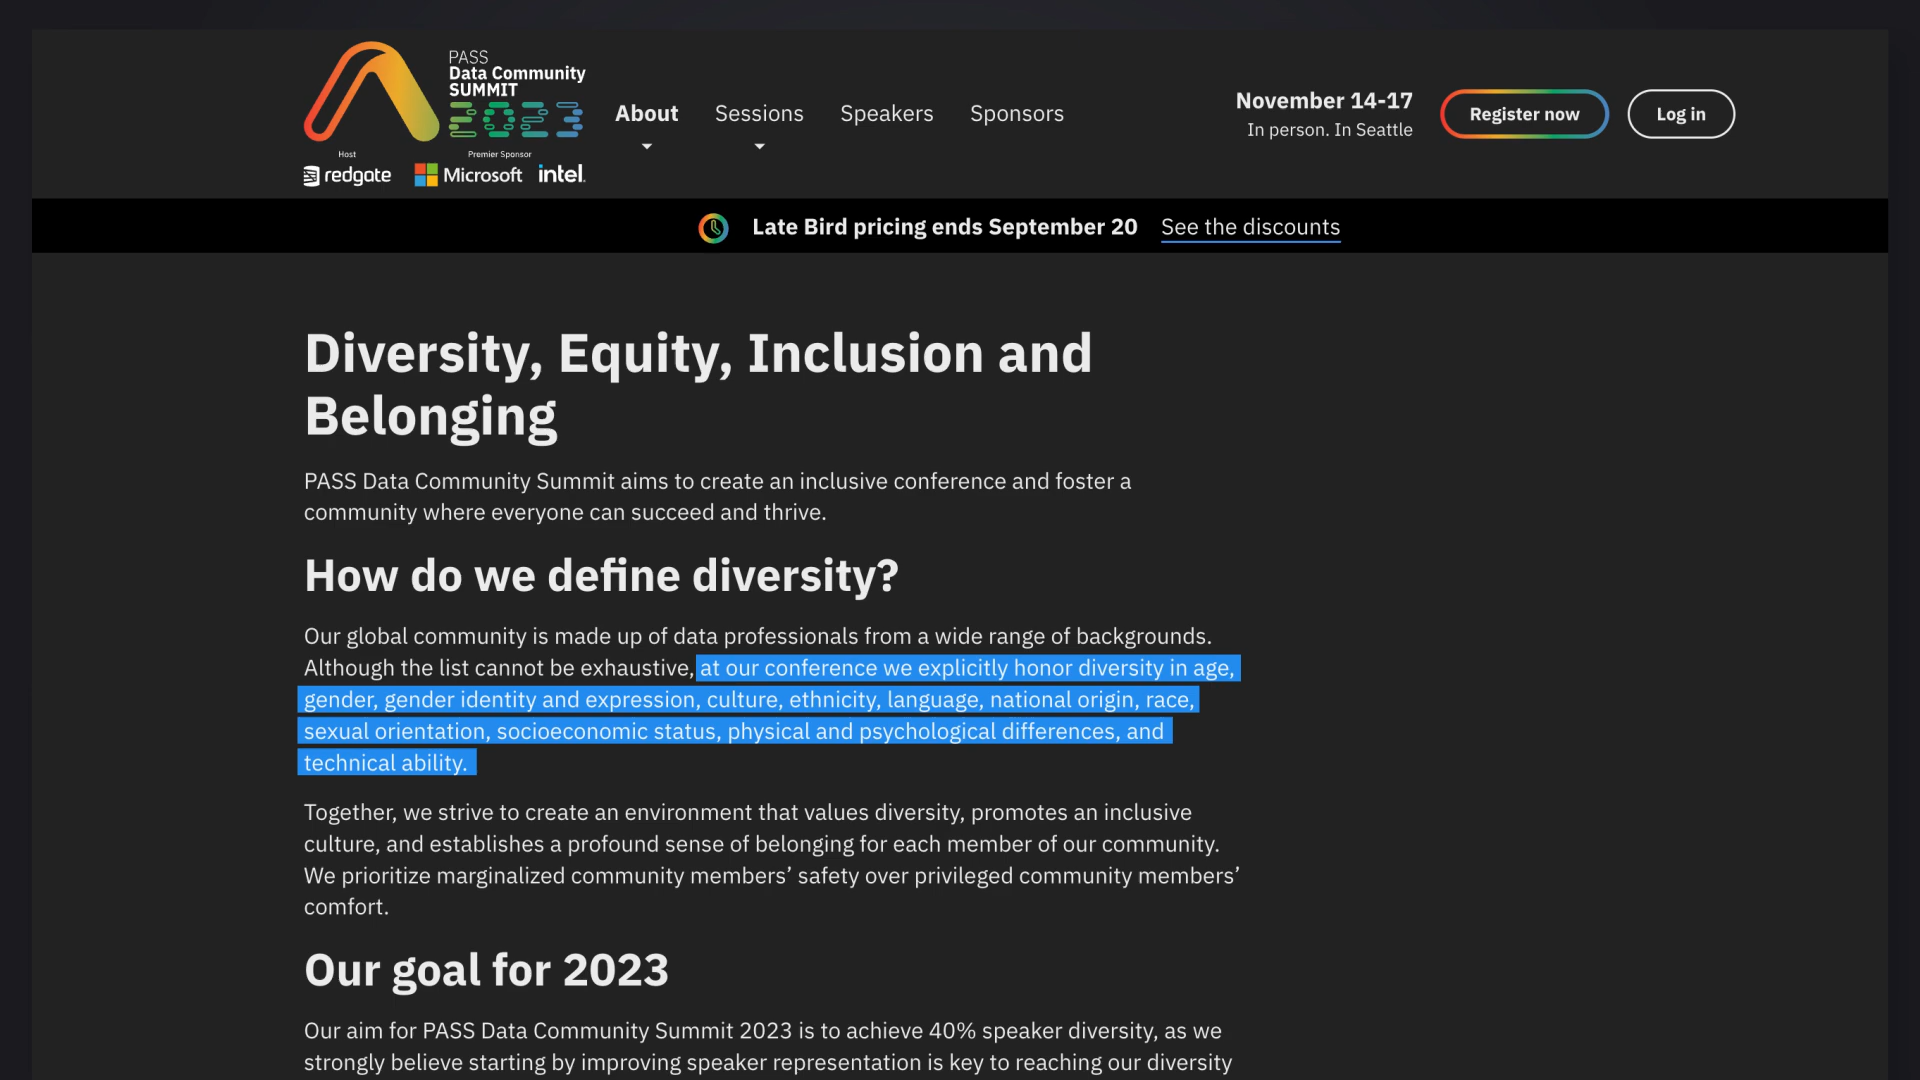 PASS
Data Community
SUMMIT
2023
Host
Premier Sponsor
redgate
Microsoft
intel.
About
Sessions
Speakers
Sponsors
November 14-17
In person. In Seattle
Register now
Log in
Late Bird pricing ends September 20 See the discounts
Diversity, Equity, Inclusion and
Belonging
PASS Data Community Summit aims to create an inclusive conference and foster a
community where everyone can succeed and thrive.
How do we define diversity?
Our global community is made up of data professionals from a wide range of backgrounds.
Although the list cannot be exhaustive, at our conference we explicitly honor diversity in age,
gender, gender identity and expression, culture, ethnicity, language, national origin, race,
sexual orientation, socioeconomic status, physical and psychological differences, and
technical ability.
Together, we strive to create an environment that values diversity, promotes an inclusive
culture, and establishes a profound sense of belonging for each member of our community.
We prioritize marginalized community members’ safety over privileged community members’
comfort.
Our goal for 2023
Our aim for PASS Data Community Summit 2023 is to achieve 40% speaker diversity, as we
strongly believe starting by improving speaker representation is key to reaching our diversity